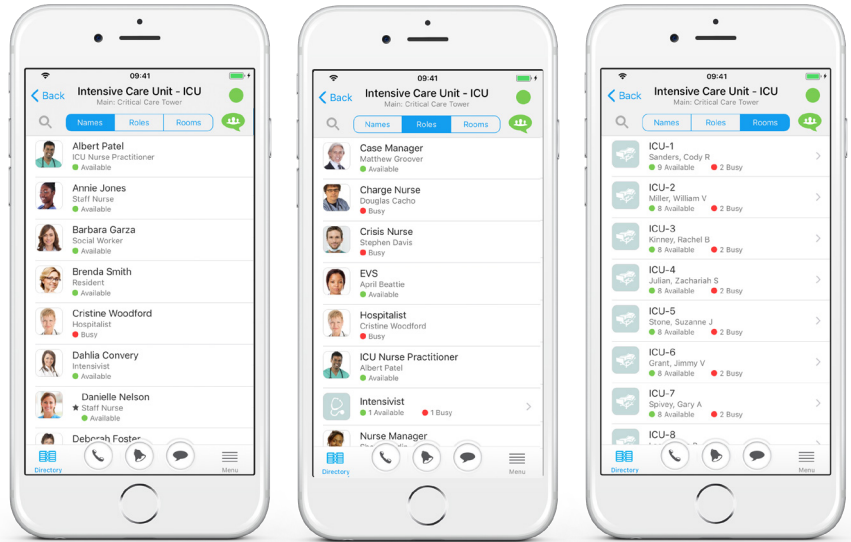 09:41
Back
Intensive Care Unit - ICU
Main: Critical Care Tower
Names Roles Rooms
Albert Patel
ICU Nurse Practitioner
Available
Annie Jones
Staff Nurse
Available
Barbara Garza
Social Worker
Available
Brenda Smith
Resident
Available
Cristine Woodford
Hospitalist
Busy
Dahlia Convery
Intensivist
Available
Danielle Nelson
Staff Nurse
Available
Deborah Foster
Directory Menu
09:41
Back
Intensive Care Unit - ICU
Main: Critical Care Tower
Names Roles Rooms
Case Manager
Matthew Groover
Available
Charge Nurse
Douglas Cacho
Busy
Crisis Nurse
Stephen Davis
Busy
EVS
April Beattie
Available
Hospitalist
Cristine Woodford
Busy
ICU Nurse Practitioner
Albert Patel
Available
Intensivist
1 Available 1 Busy
Nurse Manager
Directory Menu
09:41
Back
Intensive Care Unit - ICU
Main: Critical Care Tower
Names Roles Rooms
ICU-1
Sanders, Cody R
9 Available 2 Busy
ICU-2
Miller, William V
8 Available 2 Busy
ICU-3
Kinney, Rachel B
8 Available 2 Busy
ICU-4
Julian, Zachariah S
8 Available 2 Busy
ICU-5
Stone, Suzanne J
8 Available 2 Busy
ICU-6
Grant, Jimmy V
8 Available 2 Busy
ICU-7
Spivey, Gary A
8 Available 2 Busy
ICU-8
Directory Menu